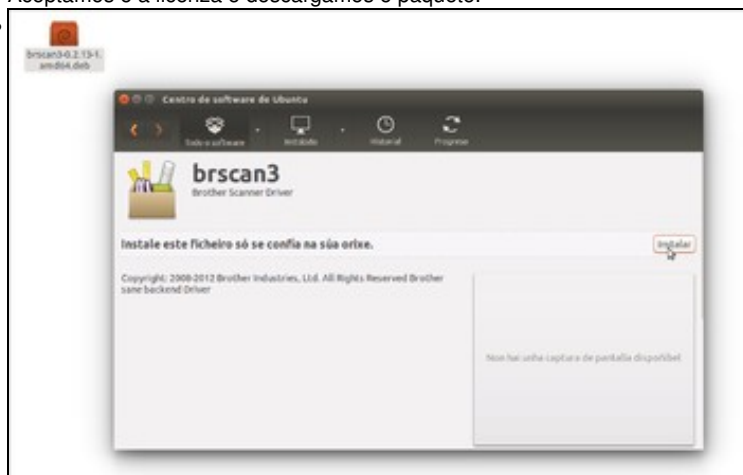 Aceptamos e a licenza e descargamos o paquete.
brscan3-0.2.13-1.
amd64.deb
Centro de software de Ubuntu
Todo o software
Instalado
Historial
Progreso
brscan3
Brother Scanner Driver
Instale este ficheiro só se confía na súa orixe.
Instalar
Copyright: 2008-2012 Brother Industries, Ltd. All Rights Reserved Brother
sane backend Driver
Non hai unha captura de pantalla dispoñíbel